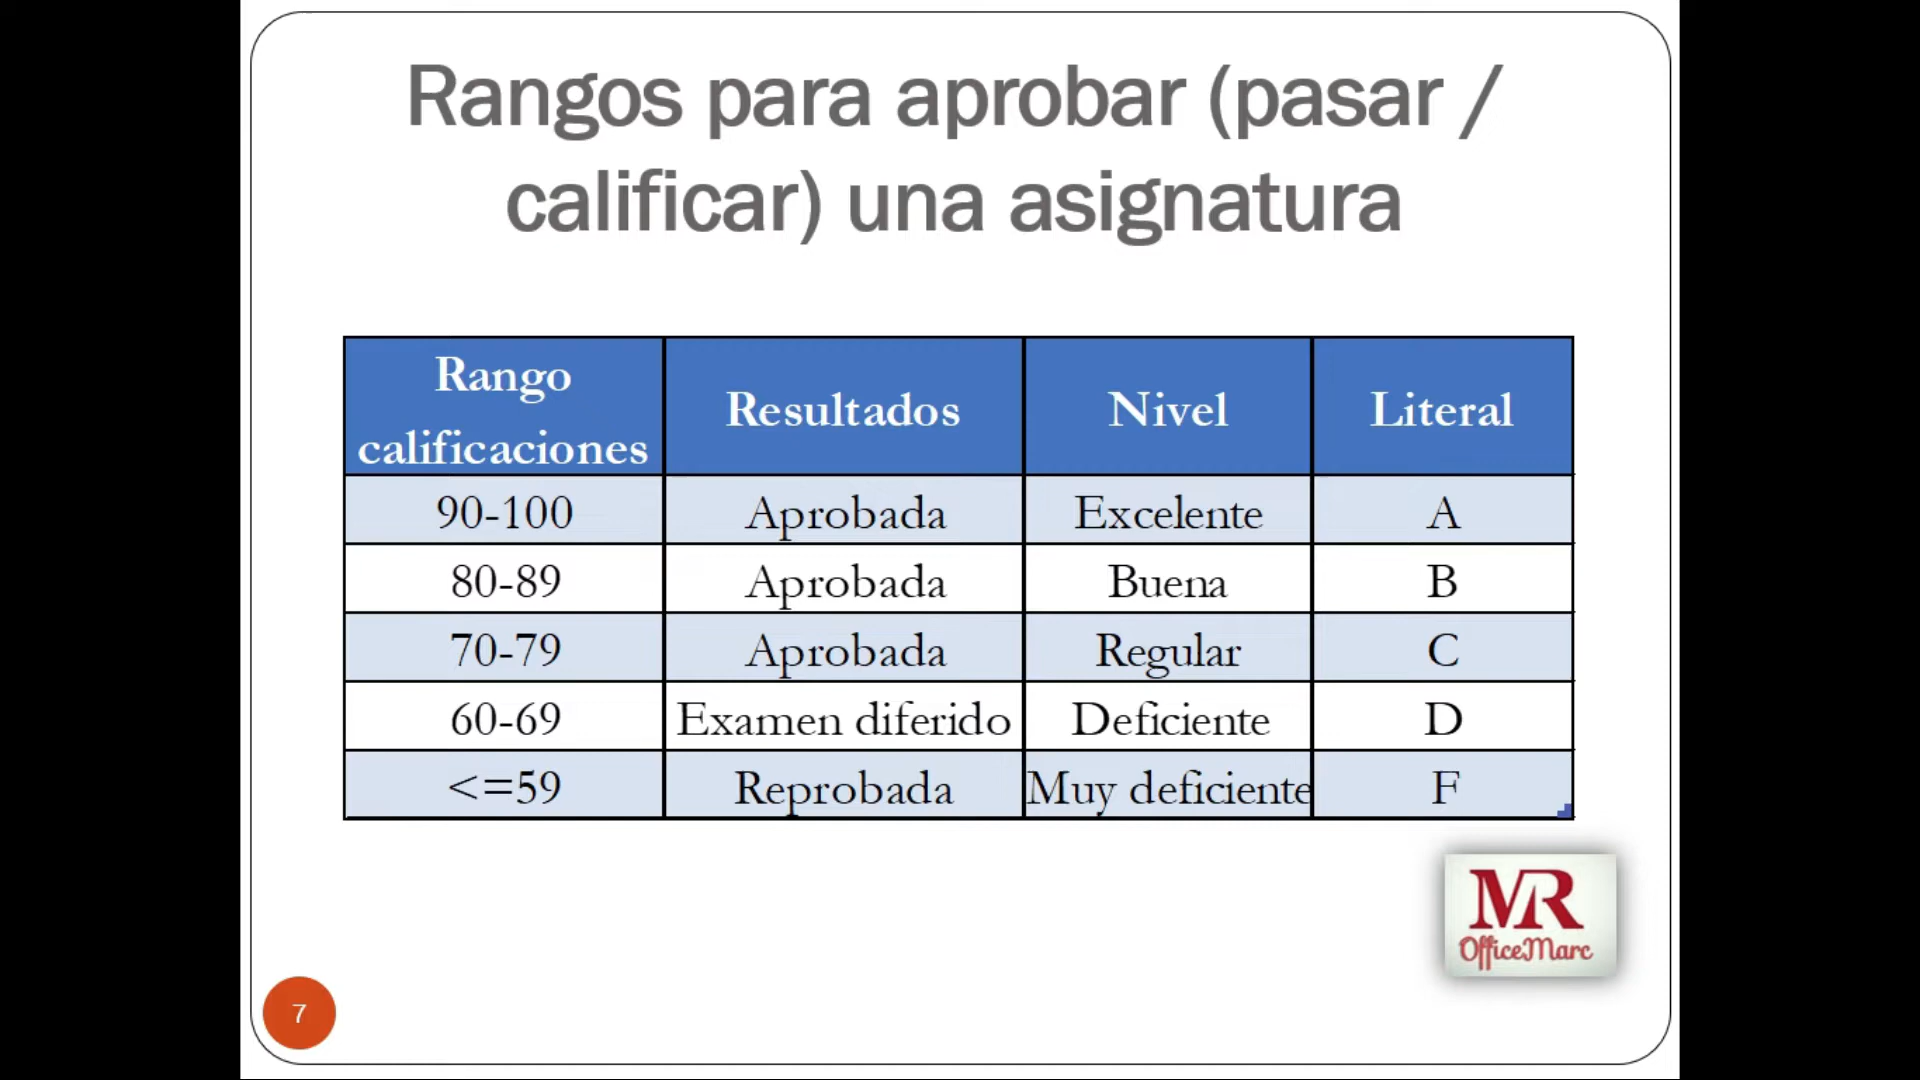 Rangos para aprobar (pasar /
calificar) una asignatura
Rango
calificaciones
Resultados
Nivel
Literal
90-100 Aprobada Excelente A
80-89 Aprobada Buena B
70-79 Aprobada Regular C
60-69 Examen diferido Deficiente D
<=59 Reprobada Muy deficiente F
MR
OfficeMarc
7